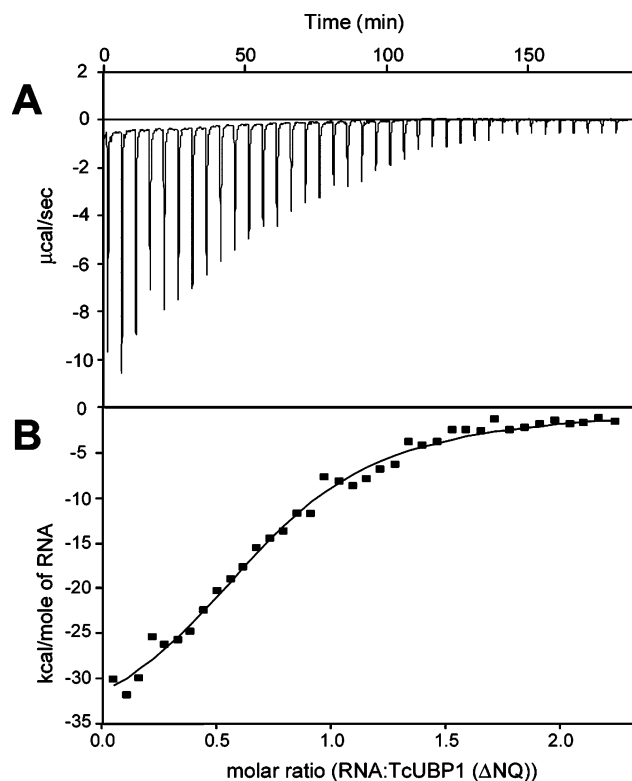 Time (min)
0 50 100 150
A
2
0
-2
-4
-6
-8
-10
µcal/sec
B
0
-5
-10
-15
-20
-25
-30
-35
kcal/mole of RNA
0.0 0.5 1.0 1.5 2.0
molar ratio (RNA:TcUBP1 (ΔNQ))